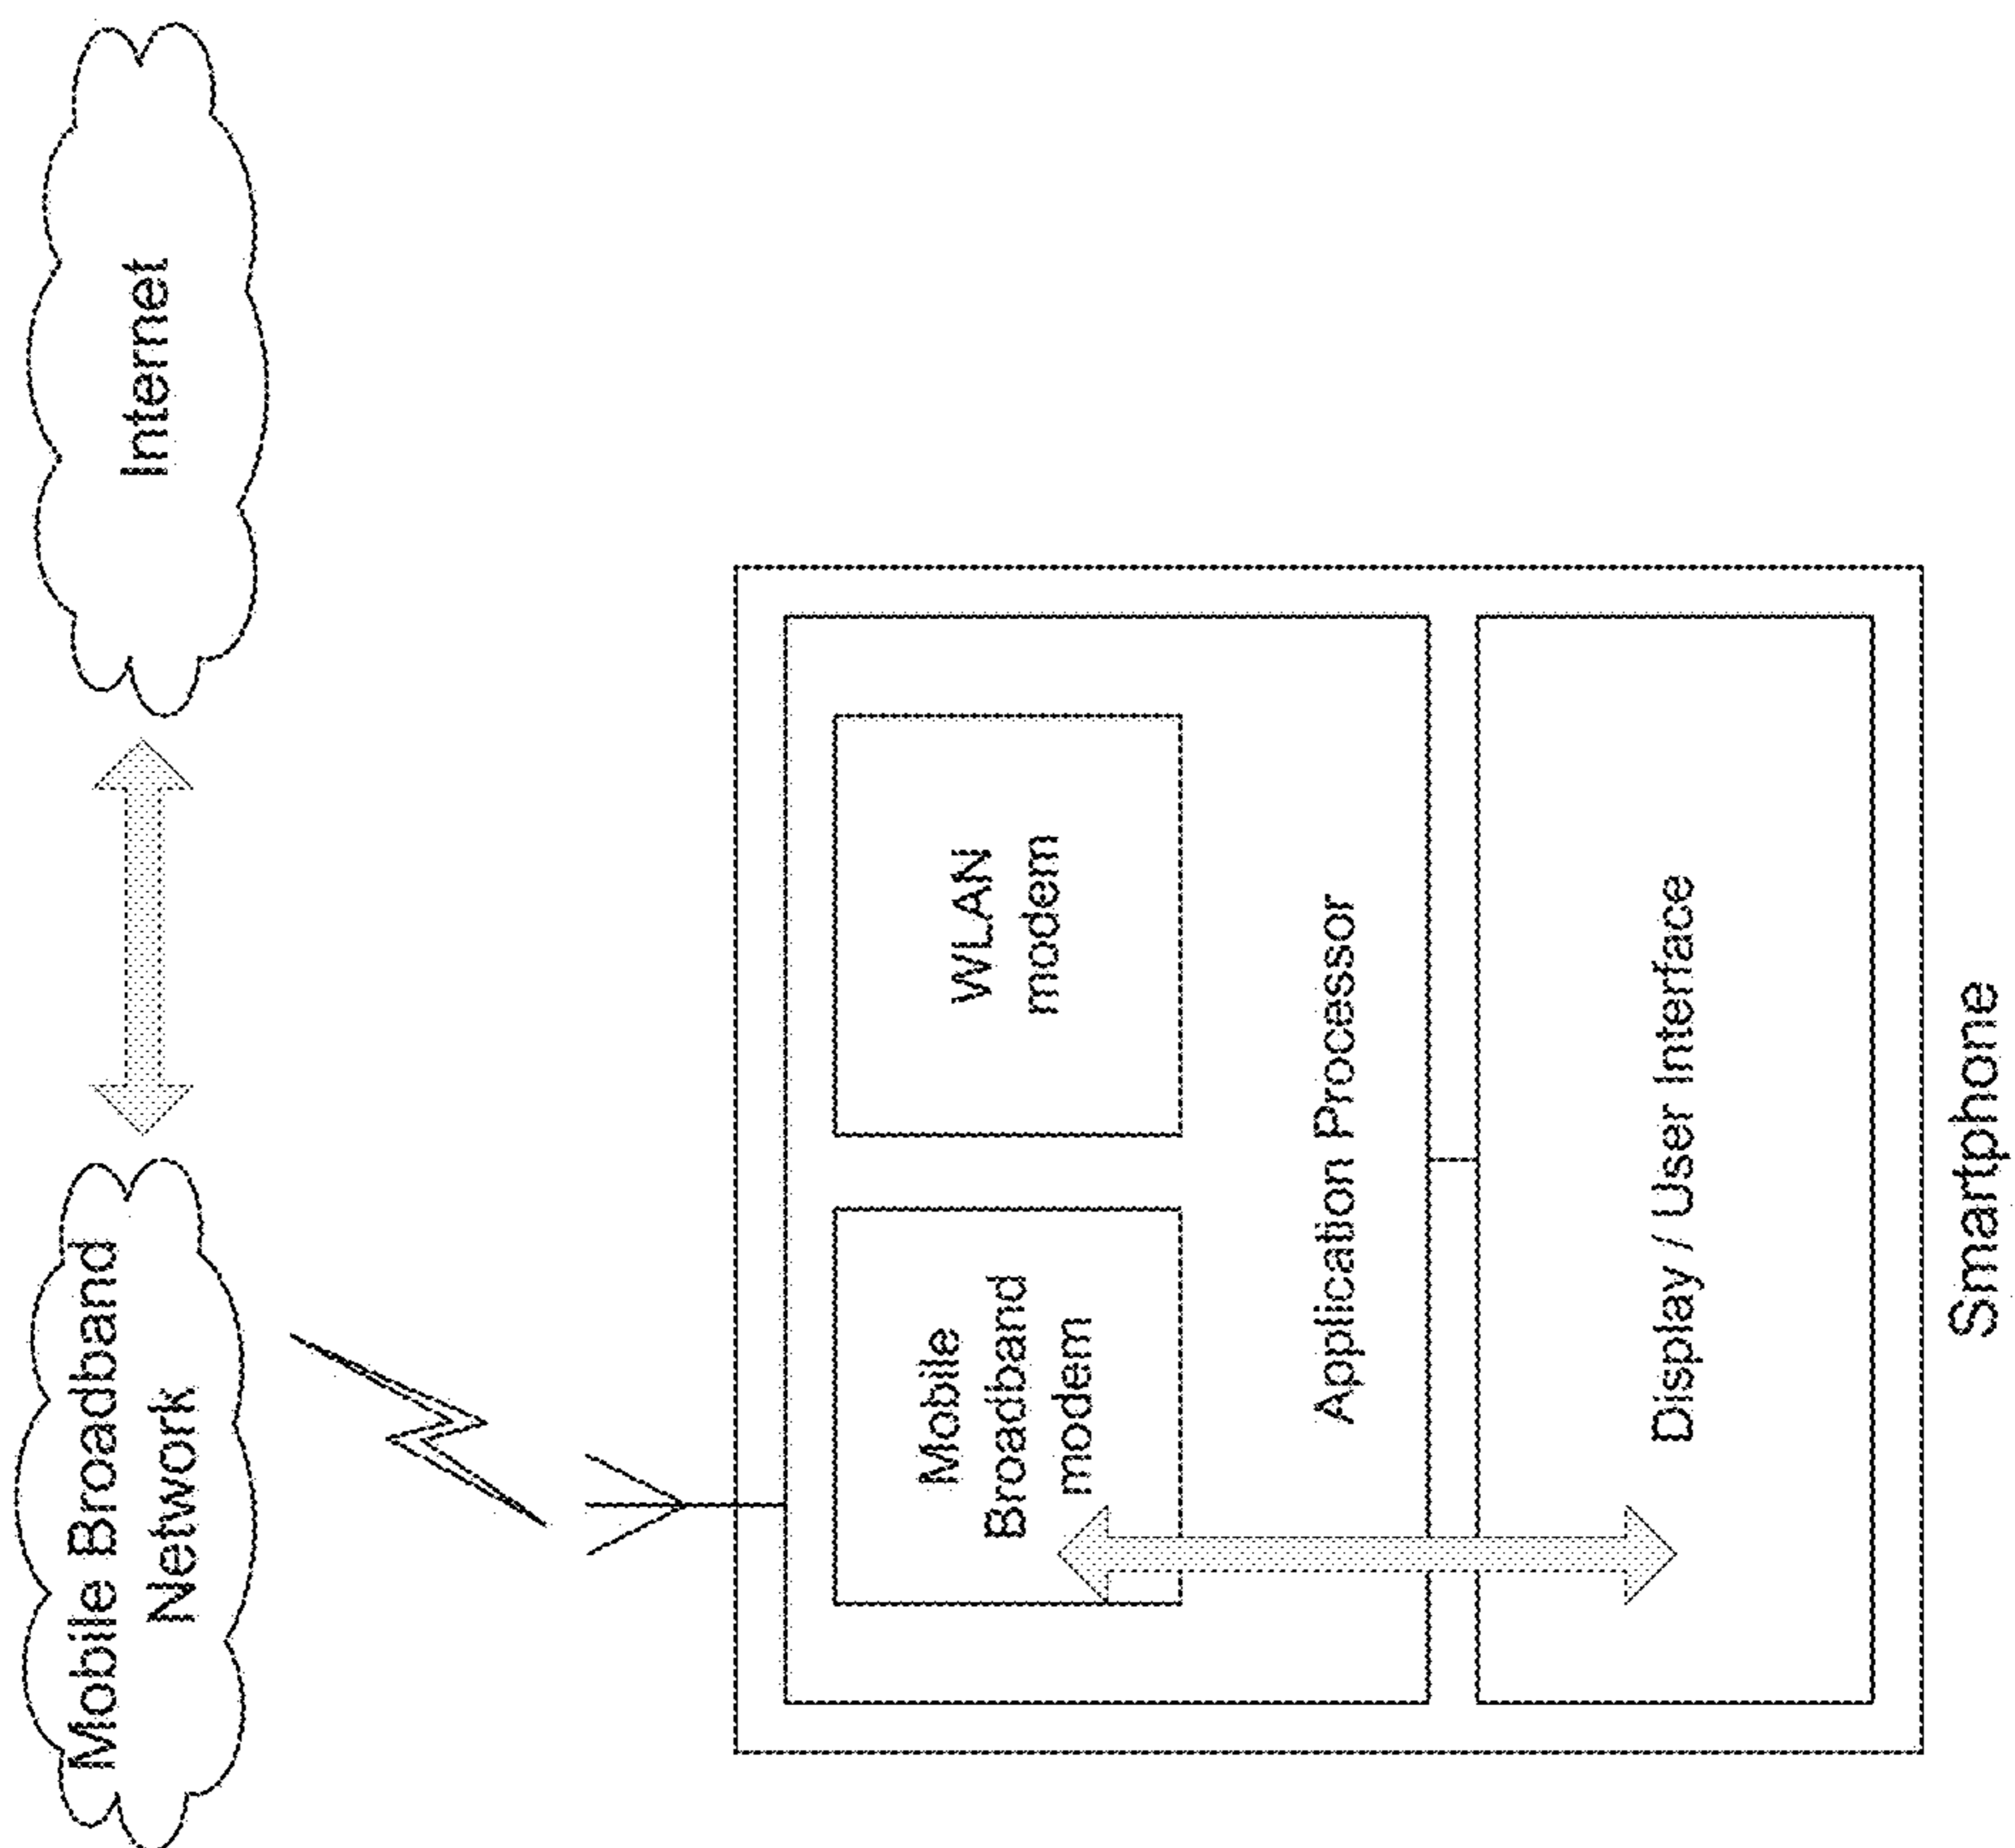 Mobile Broadband
Network
Internet
Mobile
Broadband
modem
WLAN
modem
Application Processor
Display / User Interface
Smartphone